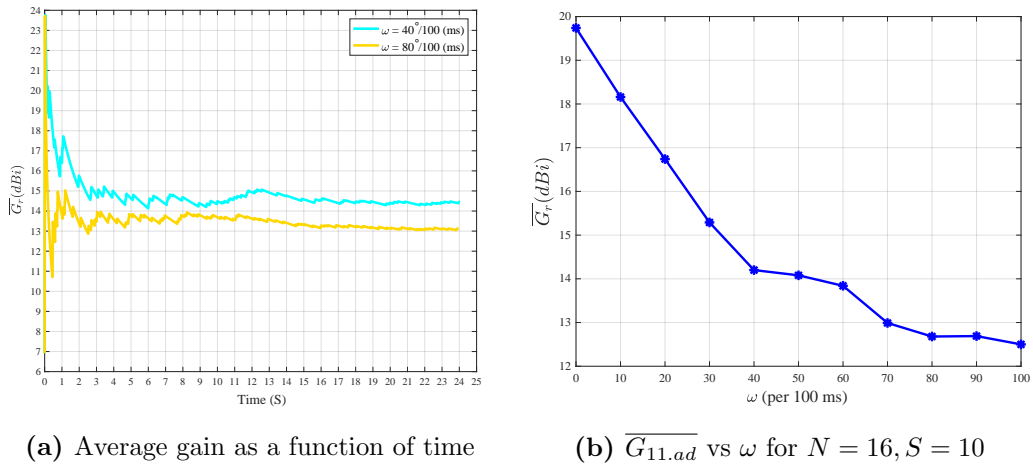 24
23
22
21
20
19
18
17
16
15
14
13
12
11
10
9
8
7
6
G_r(dBi)
0 1 2 3 4 5 6 7 8 9 10 11 12 13 14 15 16 17 18 19 20 21 22 23 24 25
Time (S)
ω = 40°/100 (ms)
ω = 80°/100 (ms)
(a) Average gain as a function of time
20
19
18
17
16
15
14
13
12
G_r(dBi)
0 10 20 30 40 50 60 70 80 90 100
ω (per 100 ms)
(b) G_{11.ad} vs ω for N = 16, S = 10